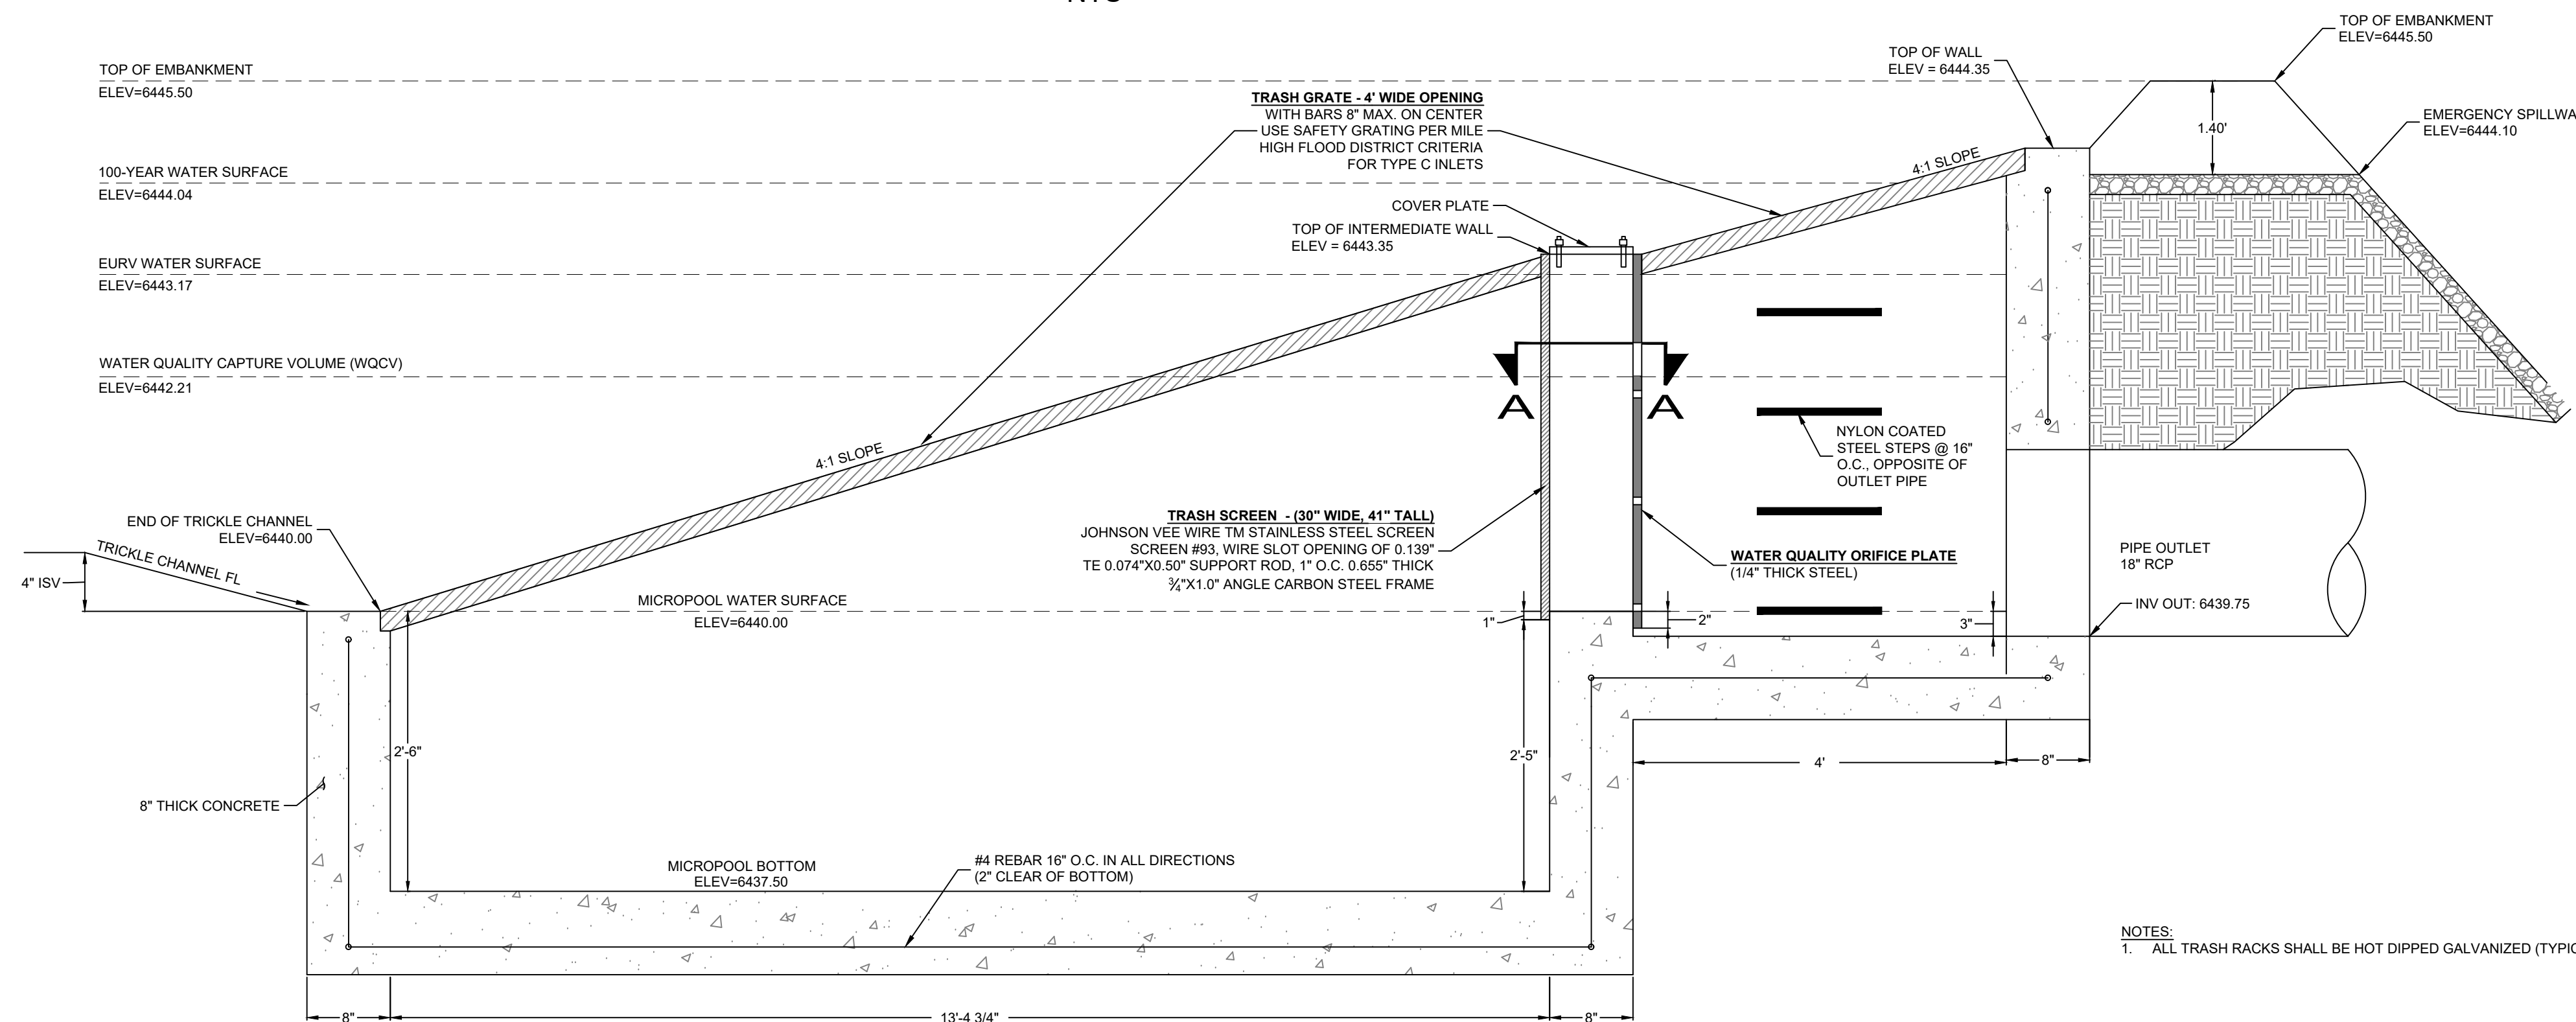 TOP OF EMBANKMENT
ELEV=6445.50
100-YEAR WATER SURFACE
ELEV=6444.04
EURV WATER SURFACE
ELEV=6443.17
WATER QUALITY CAPTURE VOLUME (WQCV)
ELEV=6442.21
END OF TRICKLE CHANNEL
ELEV=6440.00
TRICKLE CHANNEL FL
4" ISV
4:1 SLOPE
TRASH GRATE - 4' WIDE OPENING
WITH BARS 8" MAX. ON CENTER
USE SAFETY GRATING PER MILE
HIGH FLOOD DISTRICT CRITERIA
FOR TYPE C INLETS
COVER PLATE
TOP OF INTERMEDIATE WALL
ELEV = 6443.35
TOP OF WALL
ELEV = 6444.35
4:1 SLOPE
TOP OF EMBANKMENT
ELEV=6445.50
1.40'
EMERGENCY SPILLWA
ELEV=6444.10
A
A
NYLON COATED
STEEL STEPS @ 16"
O.C., OPPOSITE OF
OUTLET PIPE
TRASH SCREEN - (30" WIDE, 41" TALL)
JOHNSON VEE WIRE TM STAINLESS STEEL SCREEN
SCREEN #93, WIRE SLOT OPENING OF 0.139"
TE 0.074"X0.50" SUPPORT ROD, 1" O.C. 0.655" THICK
¾"X1.0" ANGLE CARBON STEEL FRAME
WATER QUALITY ORIFICE PLATE
(1/4" THICK STEEL)
PIPE OUTLET
18" RCP
INV OUT: 6439.75
MICROPOOL WATER SURFACE
ELEV=6440.00
1"
2"
3"
2'-6"
2'-5"
4'
8"
8" THICK CONCRETE
MICROPOOL BOTTOM
ELEV=6437.50
#4 REBAR 16" O.C. IN ALL DIRECTIONS
(2" CLEAR OF BOTTOM)
8"
13'-4 3/4"
8"
NOTES:
1. ALL TRASH RACKS SHALL BE HOT DIPPED GALVANIZED (TYPIC